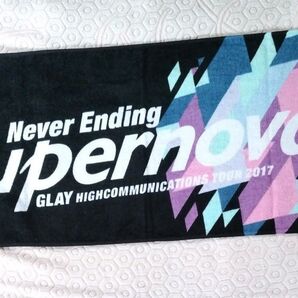 Never Ending
upernova
GLAY HIGHCOMMUNICATIONS TOUR 2017